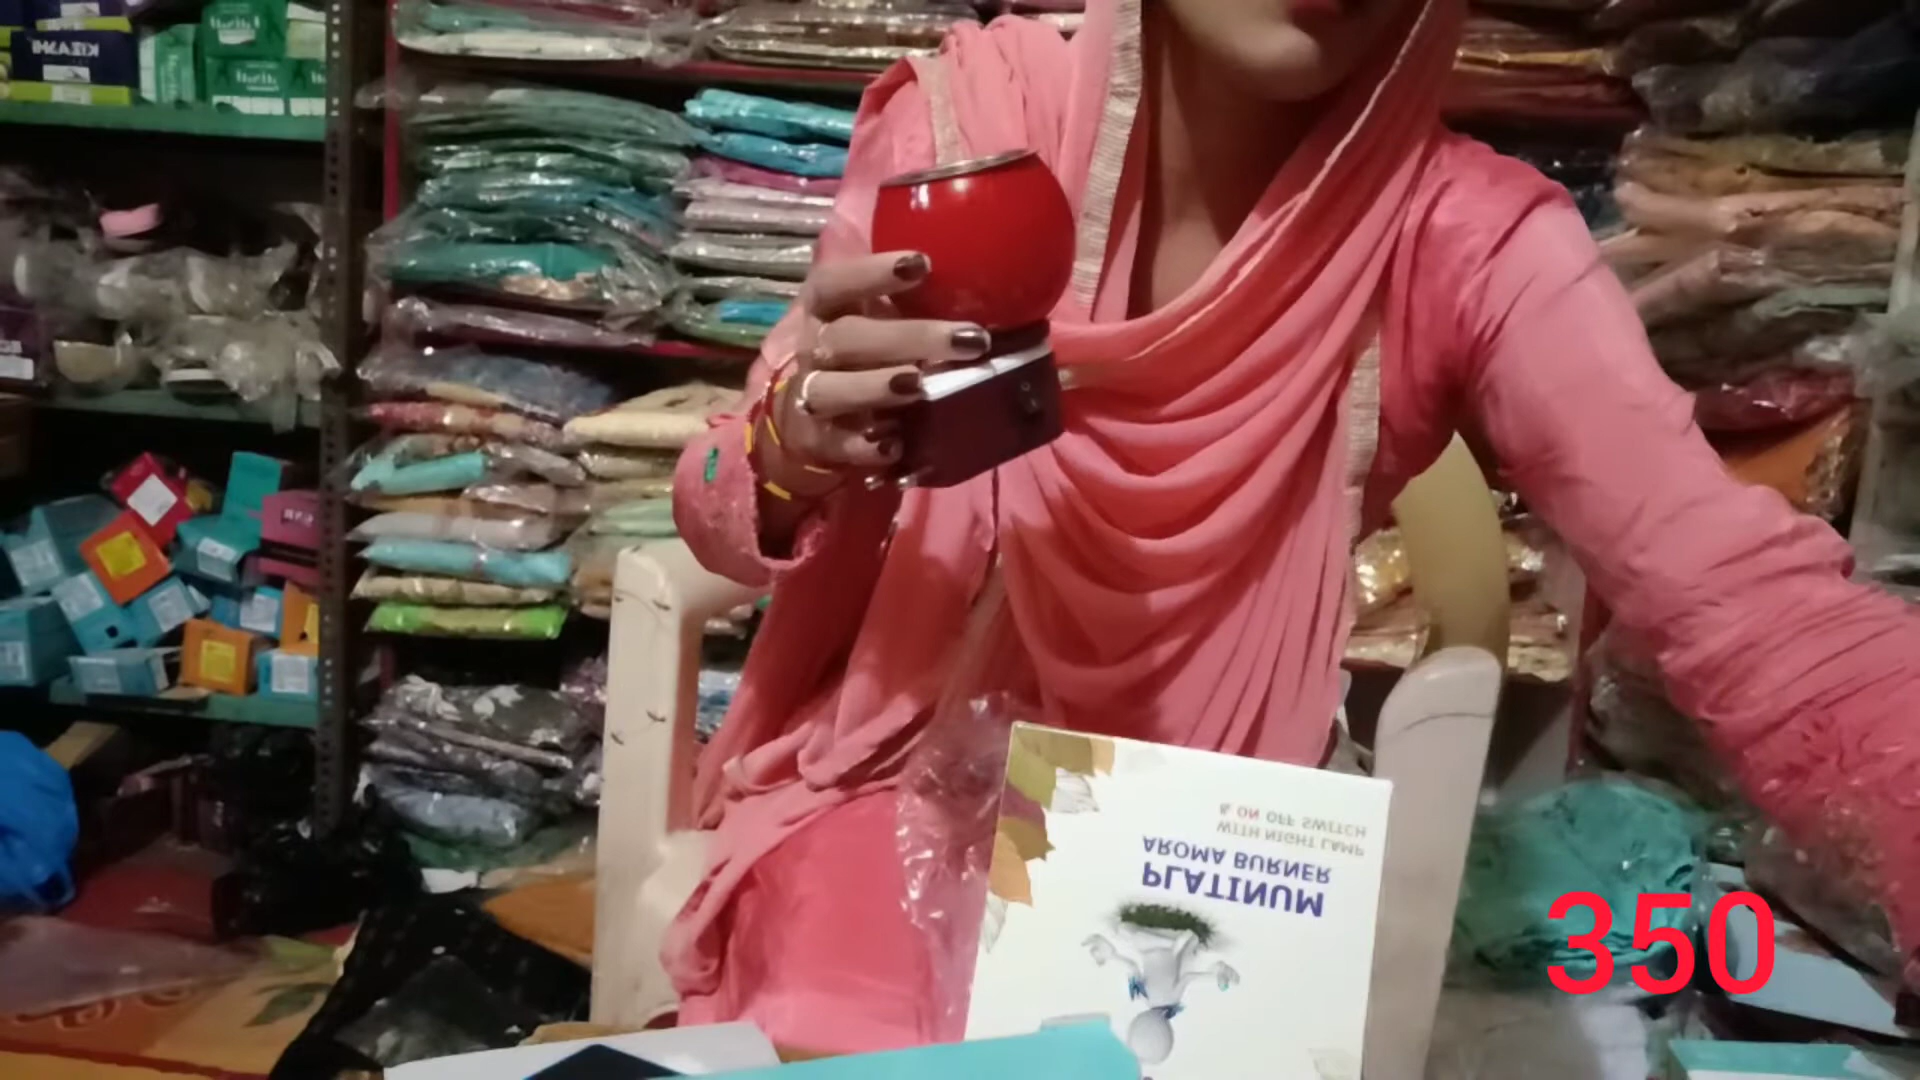 PLATINUM
AROMA BURNER
WITH NIGHT LAMP
& ON OFF SWITCH
350